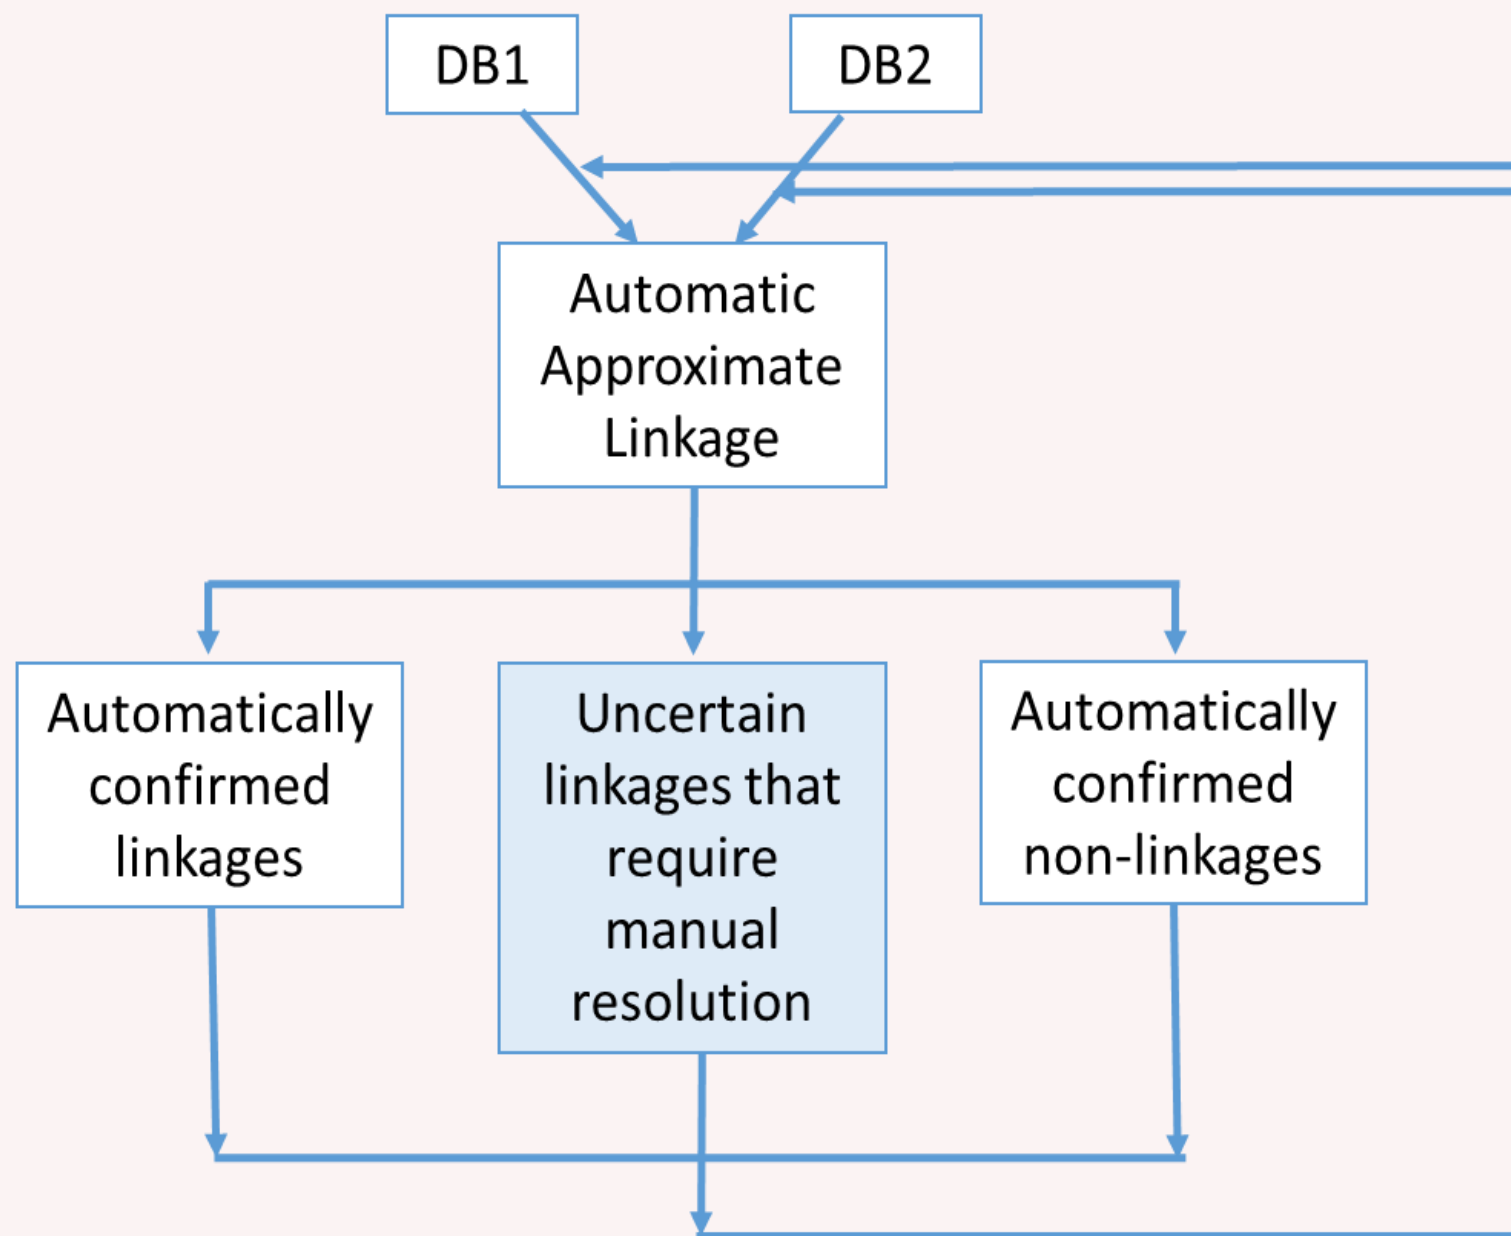 DB1
DB2
Automatic
Approximate
Linkage
Automatically
confirmed
linkages
Uncertain
linkages that
require
manual
resolution
Automatically
confirmed
non-linkages